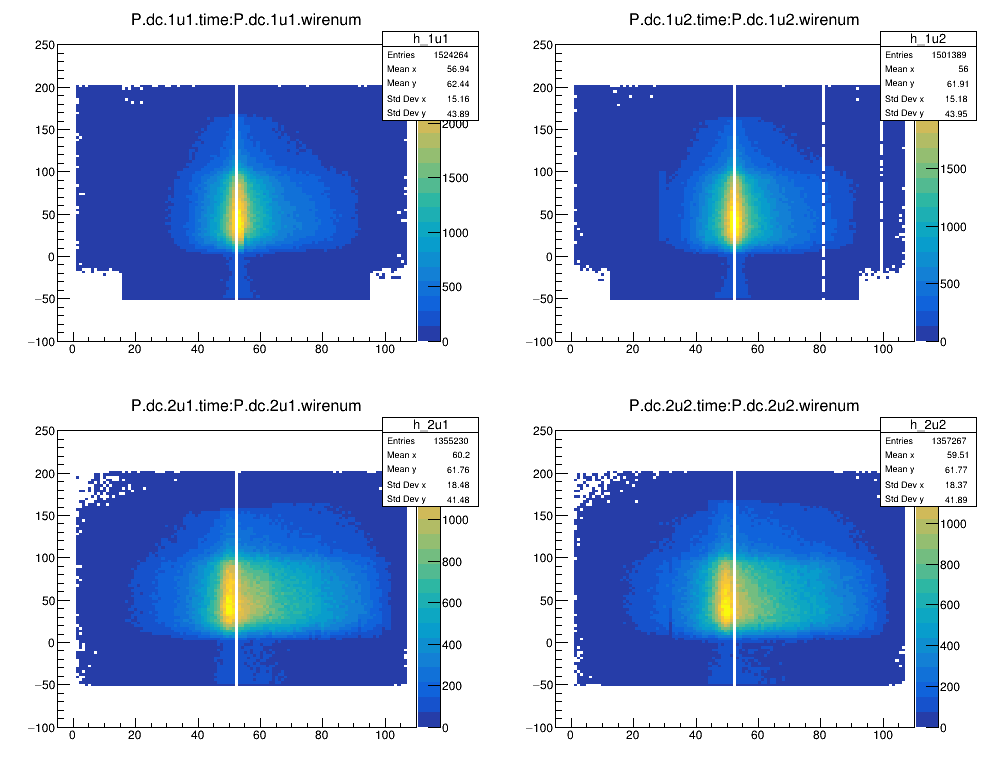 P.dc.1u1.time:P.dc.1u1.wirenum
h_1u1
Entries 1524264
Mean x 56.94
Mean y 62.44
Std Dev x 15.16
Std Dev y 43.89
250
200
150
100
50
0
−50
−100
0 20 40 60 80 100
2000
1500
1000
500
0
P.dc.1u2.time:P.dc.1u2.wirenum
h_1u2
Entries 1501389
Mean x 56
Mean y 61.91
Std Dev x 15.18
Std Dev y 43.95
250
200
150
100
50
0
−50
−100
0 20 40 60 80 100
1500
1000
500
0
P.dc.2u1.time:P.dc.2u1.wirenum
h_2u1
Entries 1355230
Mean x 60.2
Mean y 61.76
Std Dev x 18.48
Std Dev y 41.48
250
200
150
100
50
0
−50
−100
0 20 40 60 80 100
1000
800
600
400
200
0
P.dc.2u2.time:P.dc.2u2.wirenum
h_2u2
Entries 1357267
Mean x 59.51
Mean y 61.77
Std Dev x 18.37
Std Dev y 41.89
250
200
150
100
50
0
−50
−100
0 20 40 60 80 100
1000
800
600
400
200
0